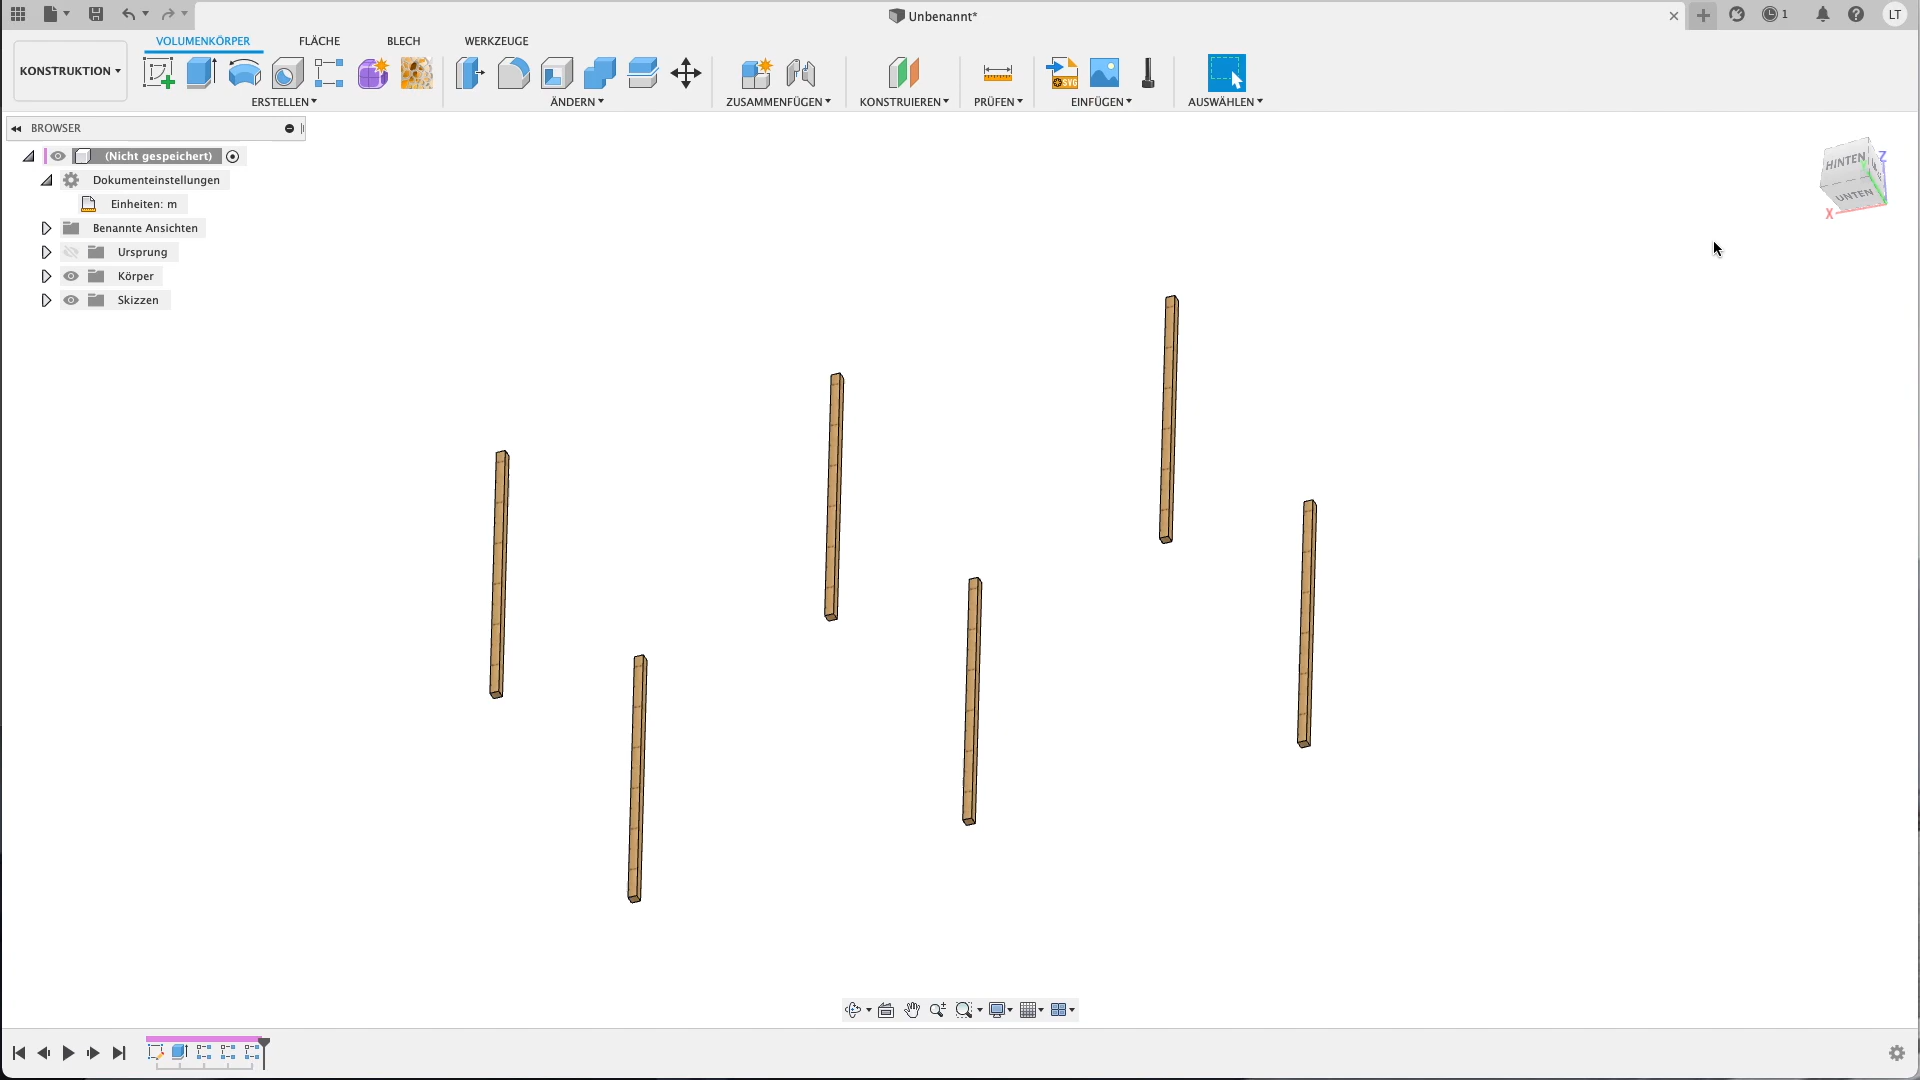 Unbenannt*
1
LT
KONSTRUKTION
VOLUMENKÖRPER
FLÄCHE
BLECH
WERKZEUGE
ERSTELLEN
ÄNDERN
ZUSAMMENFÜGEN
KONSTRUIEREN
PRÜFEN
EINFÜGEN
AUSWÄHLEN
SVG
BROWSER
(Nicht gespeichert)
Dokumenteinstellungen
Einheiten: m
Benannte Ansichten
Ursprung
Körper
Skizzen
HINTEN
UNTEN
Z
X